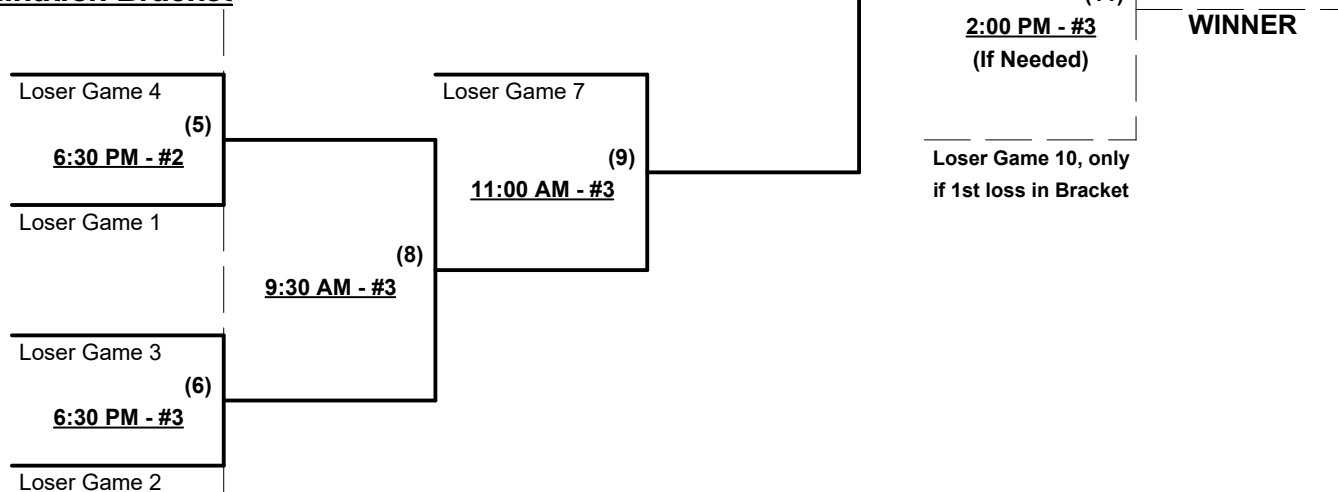 2:00 PM - #3
WINNER
(If Needed)
Loser Game 4
Loser Game 7
(5)
6:30 PM - #2
(9)
Loser Game 10, only
11:00 AM - #3
if 1st loss in Bracket
Loser Game 1
(8)
9:30 AM - #3
Loser Game 3
(6)
6:30 PM - #3
Loser Game 2